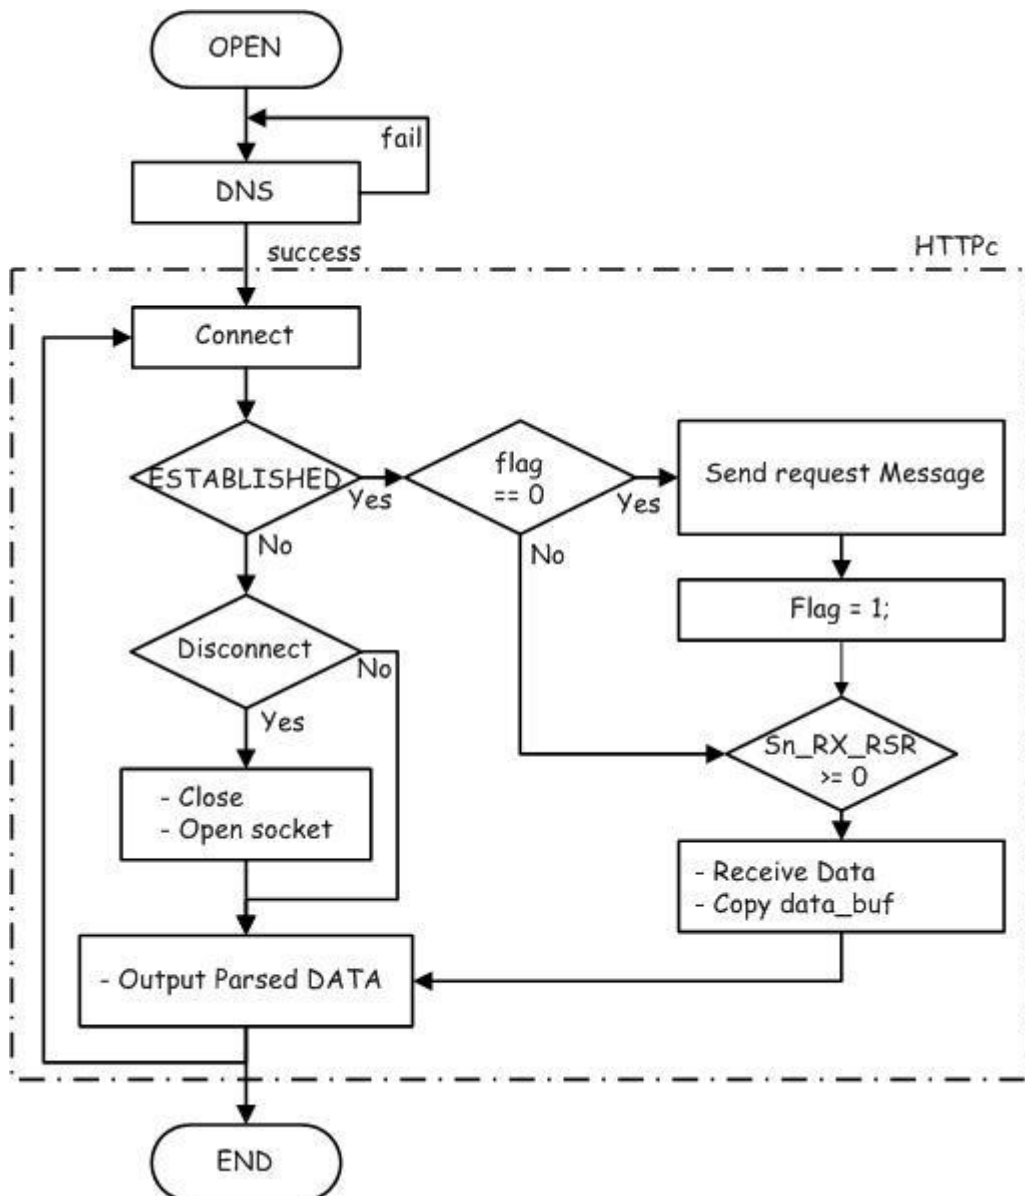 OPEN
fail
DNS
success
HTTPc
Connect
ESTABLISHED
Yes
flag
== 0
Yes
Send request Message
No
No
Flag = 1;
Disconnect
No
Yes
Sn_RX_RSR
>= 0
- Close
- Open socket
- Receive Data
- Copy data_buf
- Output Parsed DATA
END